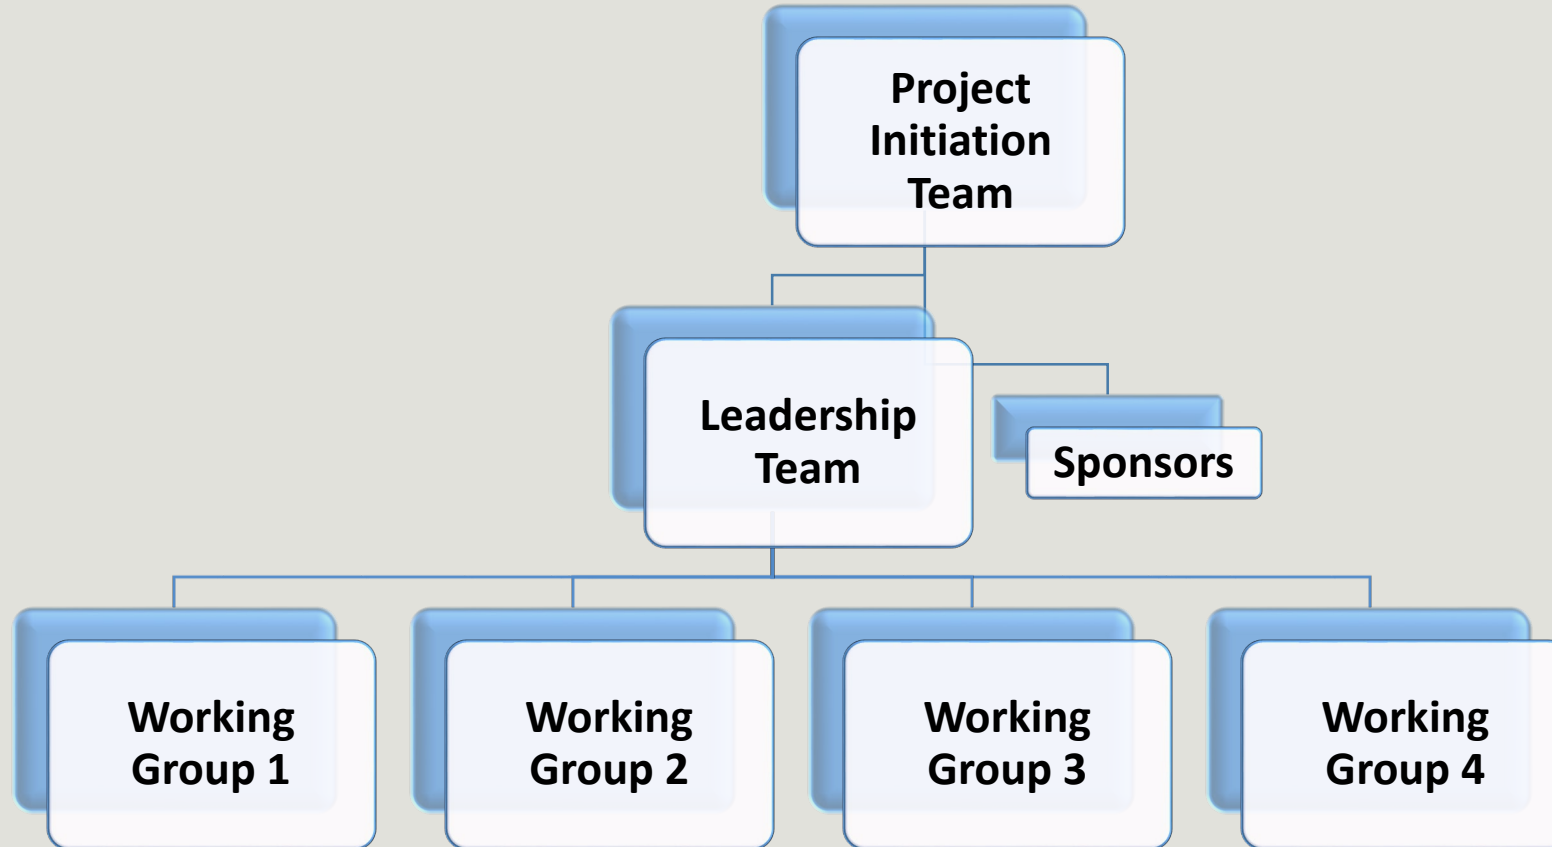 Project
Initiation
Team
Leadership
Team
Sponsors
Working
Group 1
Working
Group 2
Working
Group 3
Working
Group 4